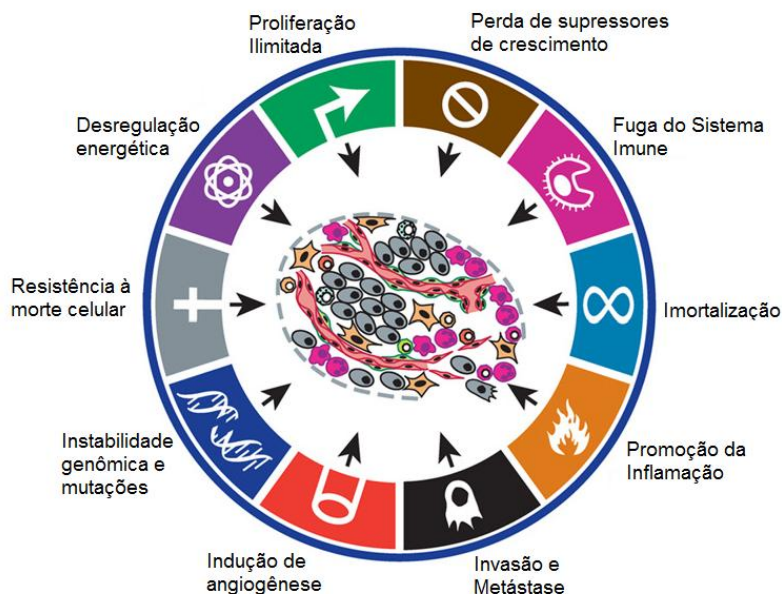 Proliferação
Ilimitada
Perda de supressores
de crescimento
Fuga do Sistema
Imune
Imortalização
Promoção da
Inflamação
Invasão e
Metástase
Indução de
angiogênese
Instabilidade
genômica e
mutações
Resistência à
morte celular
Desregulação
energética